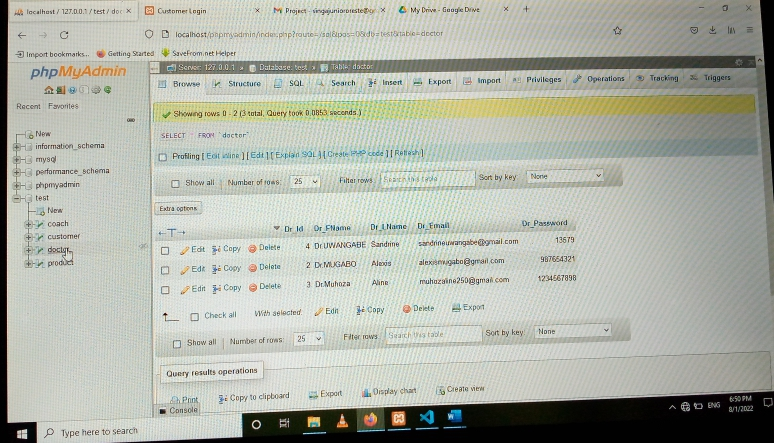 localhost / 127.0.0.1 / test / doc
Customer Login
Project - singajuniororeste@
My Drive - Google Drive
localhost/phpmyadmin/index.php?route=/sql&pos=0&db=test&table=doctor
Import bookmarks...
Getting Started
SaveFrom.net Helper
phpMyAdmin
Recent Favorites
New
information_schema
mysql
performance_schema
phpmyadmin
test
New
coach
customer
doctor
product
Server: 127.0.0.1 » Database: test » Table: doctor
Browse Structure SQL Search Insert Export Import Privileges Operations Tracking Triggers
Showing rows 0 - 2 (3 total, Query took 0.0853 seconds.)
SELECT * FROM `doctor`
Profiling [ Edit inline ] [ Edit ] [ Explain SQL ] [ Create PHP code ] [ Refresh ]
Show all | Number of rows: 25 Filter rows: Search this table Sort by key: None
Extra options
←T→ Dr_Id Dr_FName Dr_LName Dr_Email Dr_Password
Edit Copy Delete 4 Dr.UWANGABE Sandrine sandrineuwangabe@gmail.com 13579
Edit Copy Delete 2 Dr.MUGABO Alexis alexismugabo@gmail.com 987654321
Edit Copy Delete 3 Dr.Muhoza Aline muhozaline250@gmail.com 1234567898
Check all With selected: Edit Copy Delete Export
Show all | Number of rows: 25 Filter rows: Search this table Sort by key: None
Query results operations
Print Copy to clipboard Export Display chart Create view
Console
Type here to search
W
ENG
6:50 PM
8/1/2022